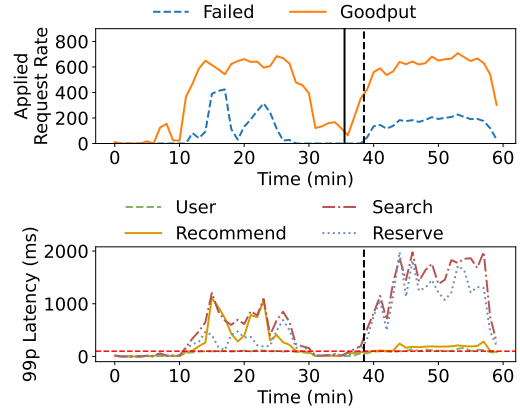 Failed Goodput
Applied
Request Rate
800
600
400
200
0
0 10 20 30 40 50 60
Time (min)
User Search
Recommend Reserve
99p Latency (ms)
2000
1000
0
0 10 20 30 40 50 60
Time (min)